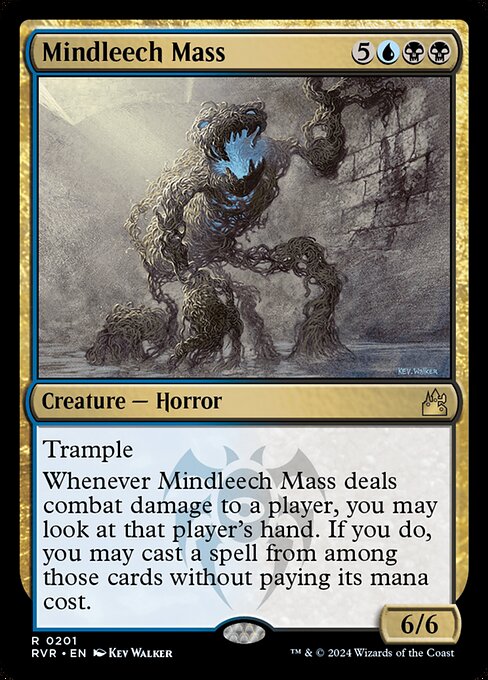 Mindleech Mass 5
KEV. WALKER
Creature — Horror
Trample
Whenever Mindleech Mass deals
combat damage to a player, you may
look at that player's hand. If you do,
you may cast a spell from among
those cards without paying its mana
cost.
6/6
R 0201
RVR • EN Kev Walker
™ & © 2024 Wizards of the Coast